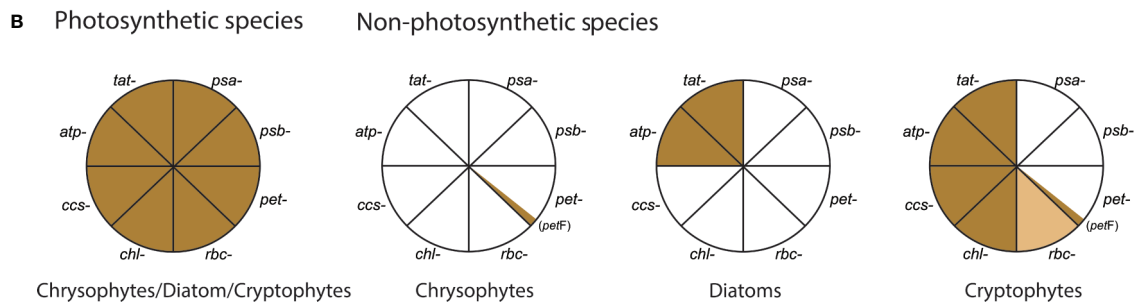 B Photosynthetic species Non-photosynthetic species
tat- psa- tat- psa- tat- psa- tat- psa-
atp- psb- atp- psb- atp- psb- atp- psb-
ccs- pet- ccs- pet- ccs- pet- ccs- pet-
(petF) (petF)
chl- rbc- chl- rbc- chl- rbc- chl- rbc-
Chrysophytes/Diatom/Cryptophytes Chrysophytes Diatoms Cryptophytes